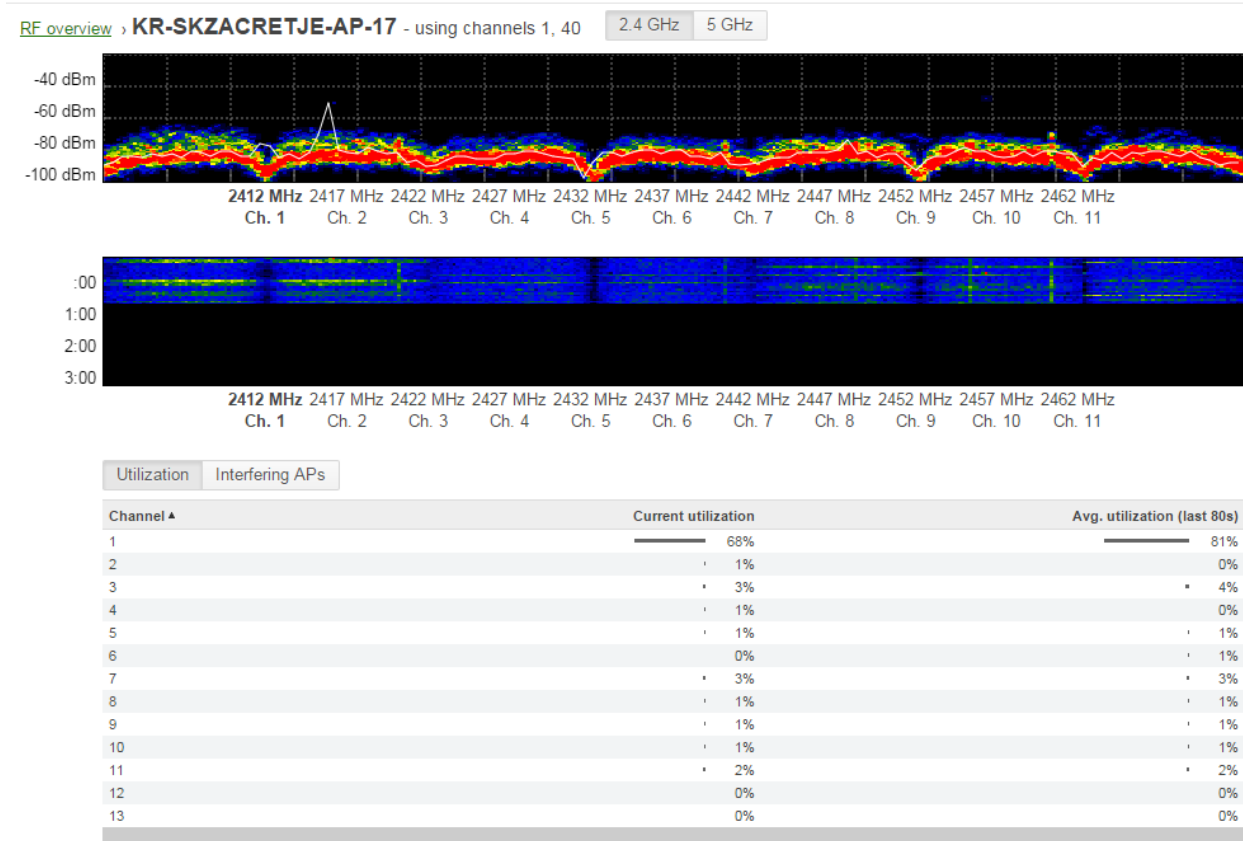 RF overview › KR-SKZACRETJE-AP-17 - using channels 1, 40 2.4 GHz 5 GHz
-40 dBm
-60 dBm
-80 dBm
-100 dBm
2412 MHz 2417 MHz 2422 MHz 2427 MHz 2432 MHz 2437 MHz 2442 MHz 2447 MHz 2452 MHz 2457 MHz 2462 MHz
Ch. 1 Ch. 2 Ch. 3 Ch. 4 Ch. 5 Ch. 6 Ch. 7 Ch. 8 Ch. 9 Ch. 10 Ch. 11
:00
1:00
2:00
3:00
2412 MHz 2417 MHz 2422 MHz 2427 MHz 2432 MHz 2437 MHz 2442 MHz 2447 MHz 2452 MHz 2457 MHz 2462 MHz
Ch. 1 Ch. 2 Ch. 3 Ch. 4 Ch. 5 Ch. 6 Ch. 7 Ch. 8 Ch. 9 Ch. 10 Ch. 11
Utilization Interfering APs
Channel ▲ Current utilization Avg. utilization (last 80s)
1 68% 81%
2 1% 0%
3 3% 4%
4 1% 0%
5 1% 1%
6 0% 1%
7 3% 3%
8 1% 1%
9 1% 1%
10 1% 1%
11 2% 2%
12 0% 0%
13 0% 0%